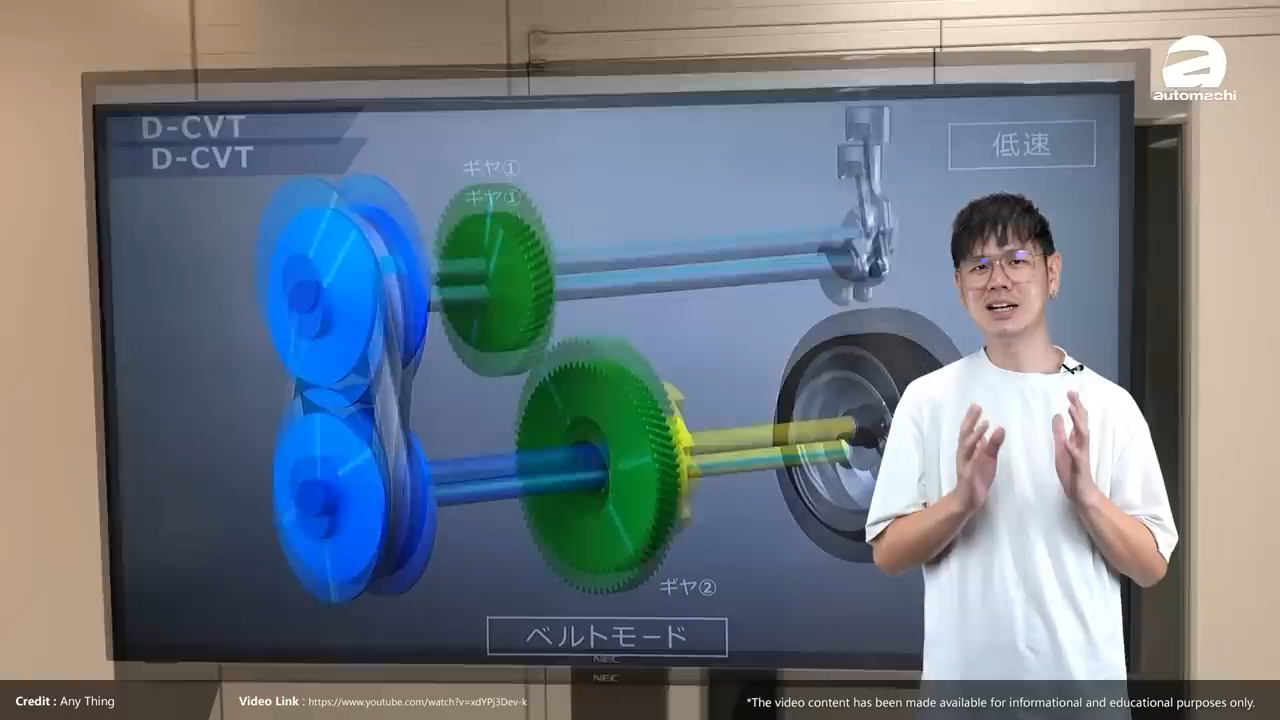 automachi
D-CVT
D-CVT
ギヤ①
ギヤ①
低速
ギヤ②
ベルトモード
NEC
NEC
Credit : Any Thing
Video Link : https://www.youtube.com/watch?v=xdYPj3Dev-k
*The video content has been made available for informational and educational purposes only.